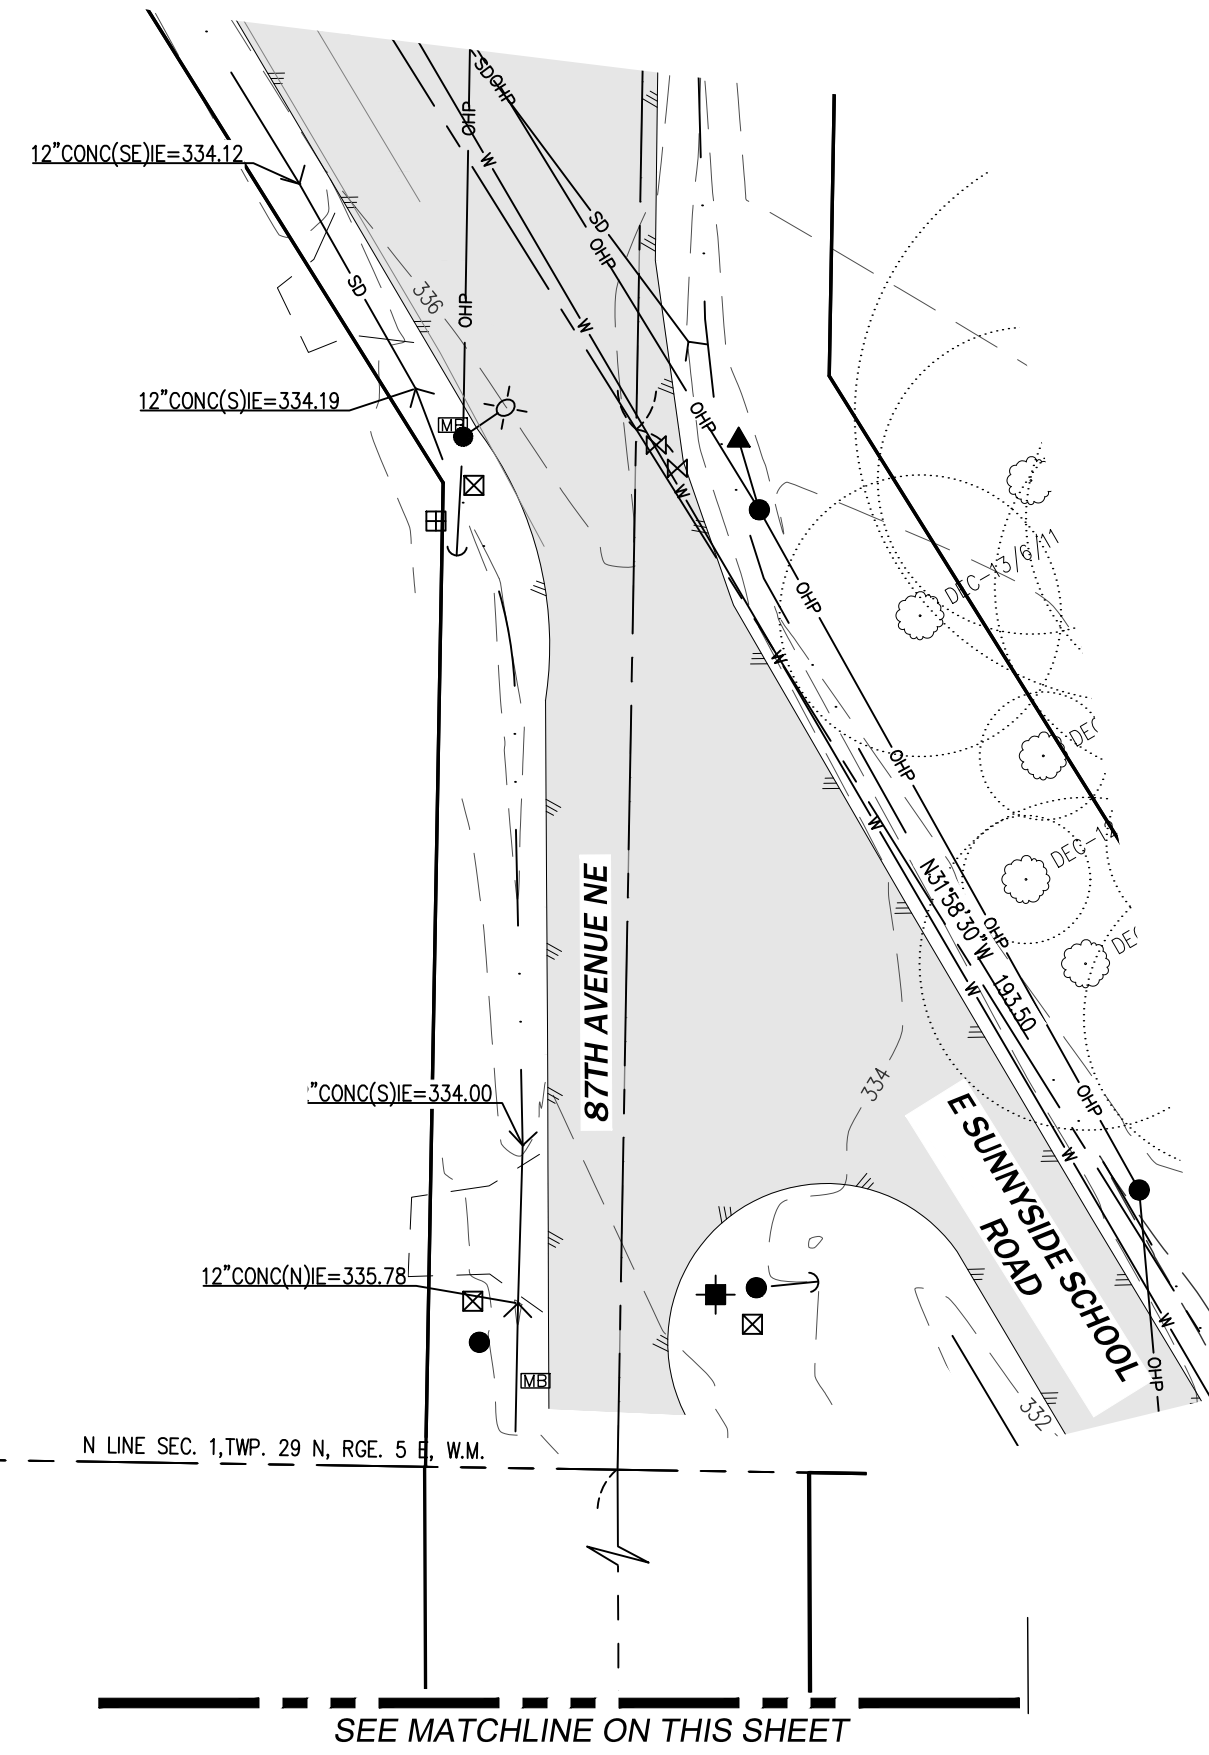 SD
OHP
OHP
W
12"CONC(SE)IE=334.12
SD
OHP
SD
336
OHP
W
12"CONC(S)IE=334.19
OHP
W
DEC-13/6/11
OHP
W
DEC
OHP
W
DEC-12
N31°58'30"W 193.50
OHP
DEC
W
87TH AVENUE NE
334
"CONC(S)IE=334.00
OHP
E SUNNYSIDE SCHOOL
ROAD
W
12"CONC(N)IE=335.78
W
OHP
MB
332
N LINE SEC. 1,TWP. 29 N, RGE. 5 E, W.M.
SEE MATCHLINE ON THIS SHEET